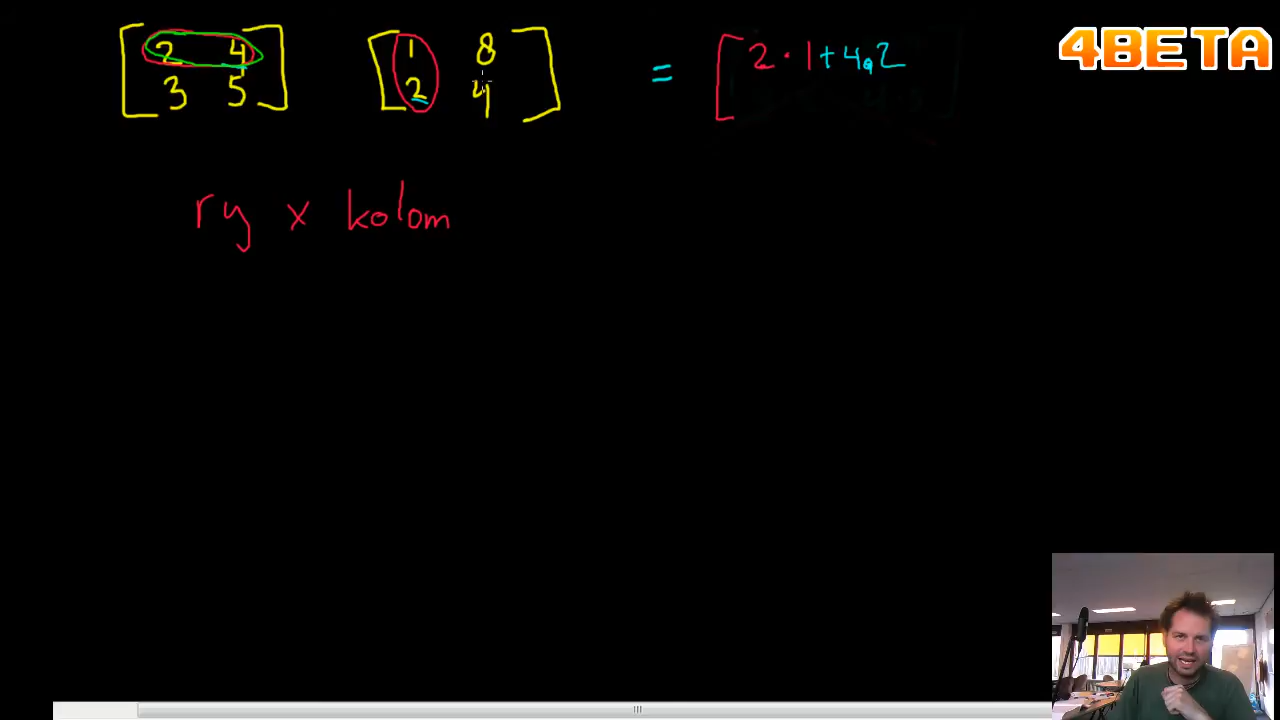 [2 4 [1 8 ] = [2 · 1 + 4 · 2
3 5] 2 4
ry x kolom
4BETA